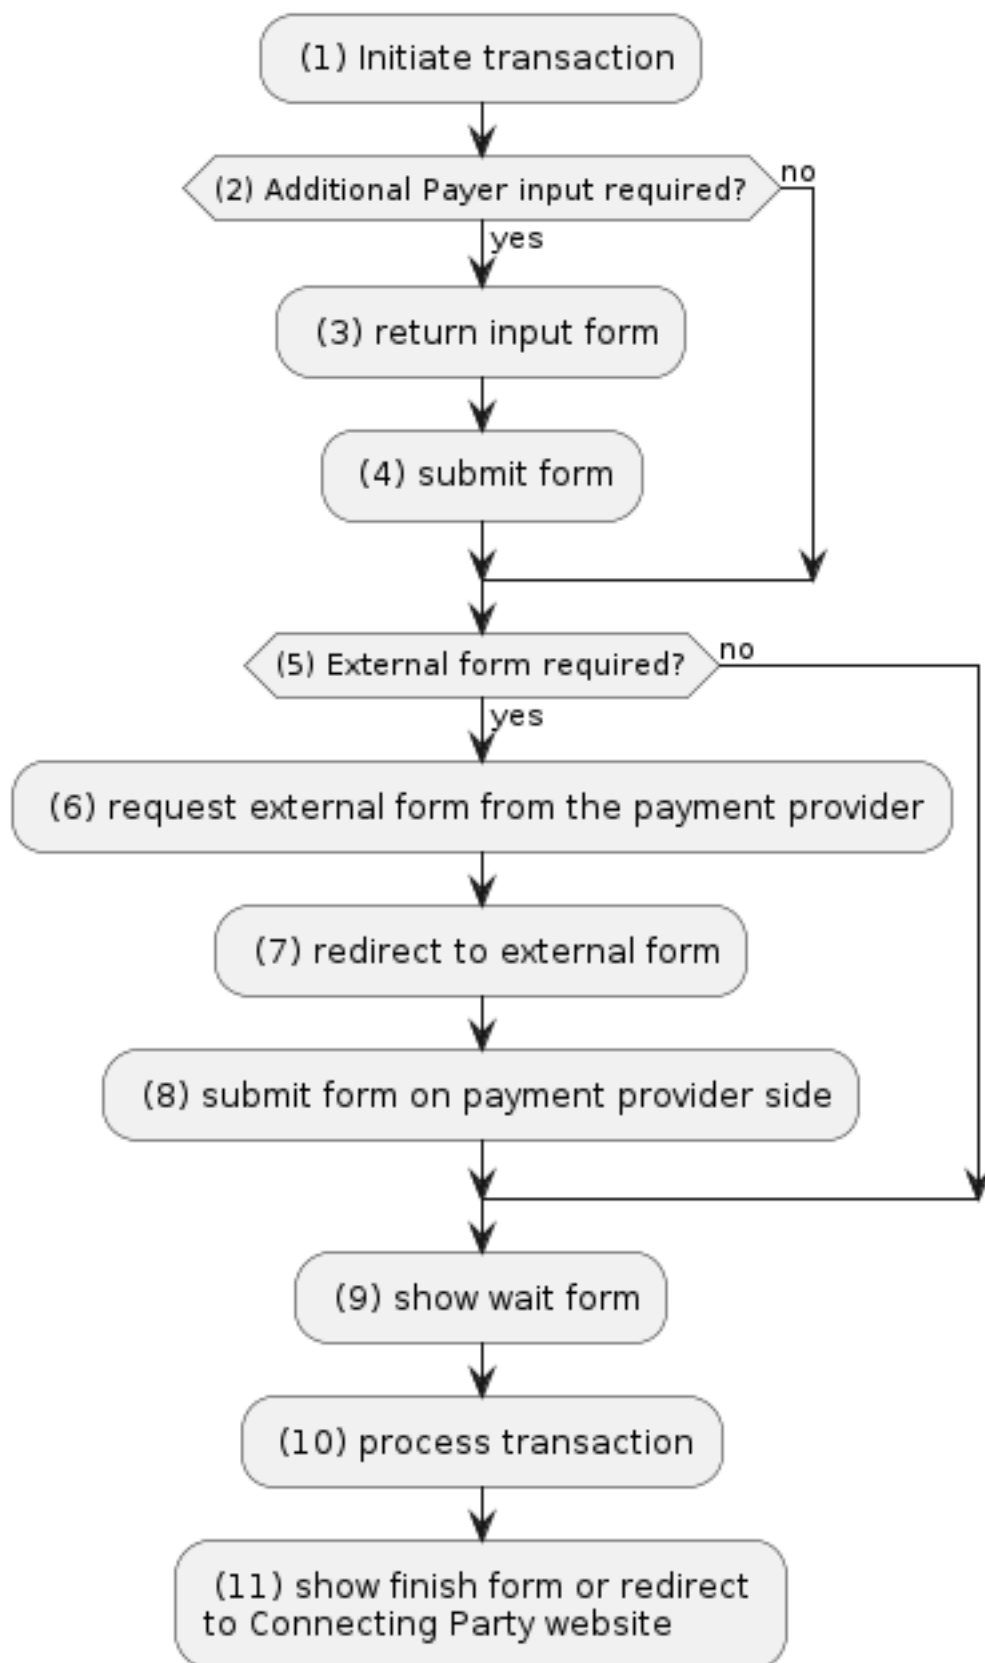 (1) Initiate transaction
(2) Additional Payer input required?
no
yes
(3) return input form
(4) submit form
(5) External form required?
no
yes
(6) request external form from the payment provider
(7) redirect to external form
(8) submit form on payment provider side
(9) show wait form
(10) process transaction
(11) show finish form or redirect
to Connecting Party website